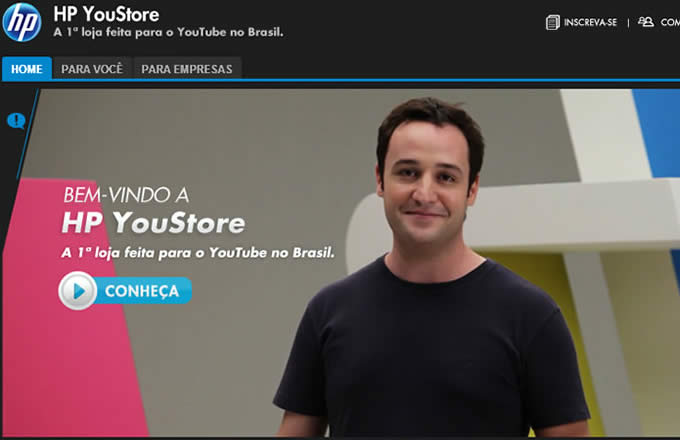 hp
HP YouStore
A 1ª loja feita para o YouTube no Brasil.
INSCREVA-SE | COM
HOME PARA VOCÊ PARA EMPRESAS
BEM-VINDO A
HP YouStore
A 1ª loja feita para o YouTube no Brasil.
CONHEÇA